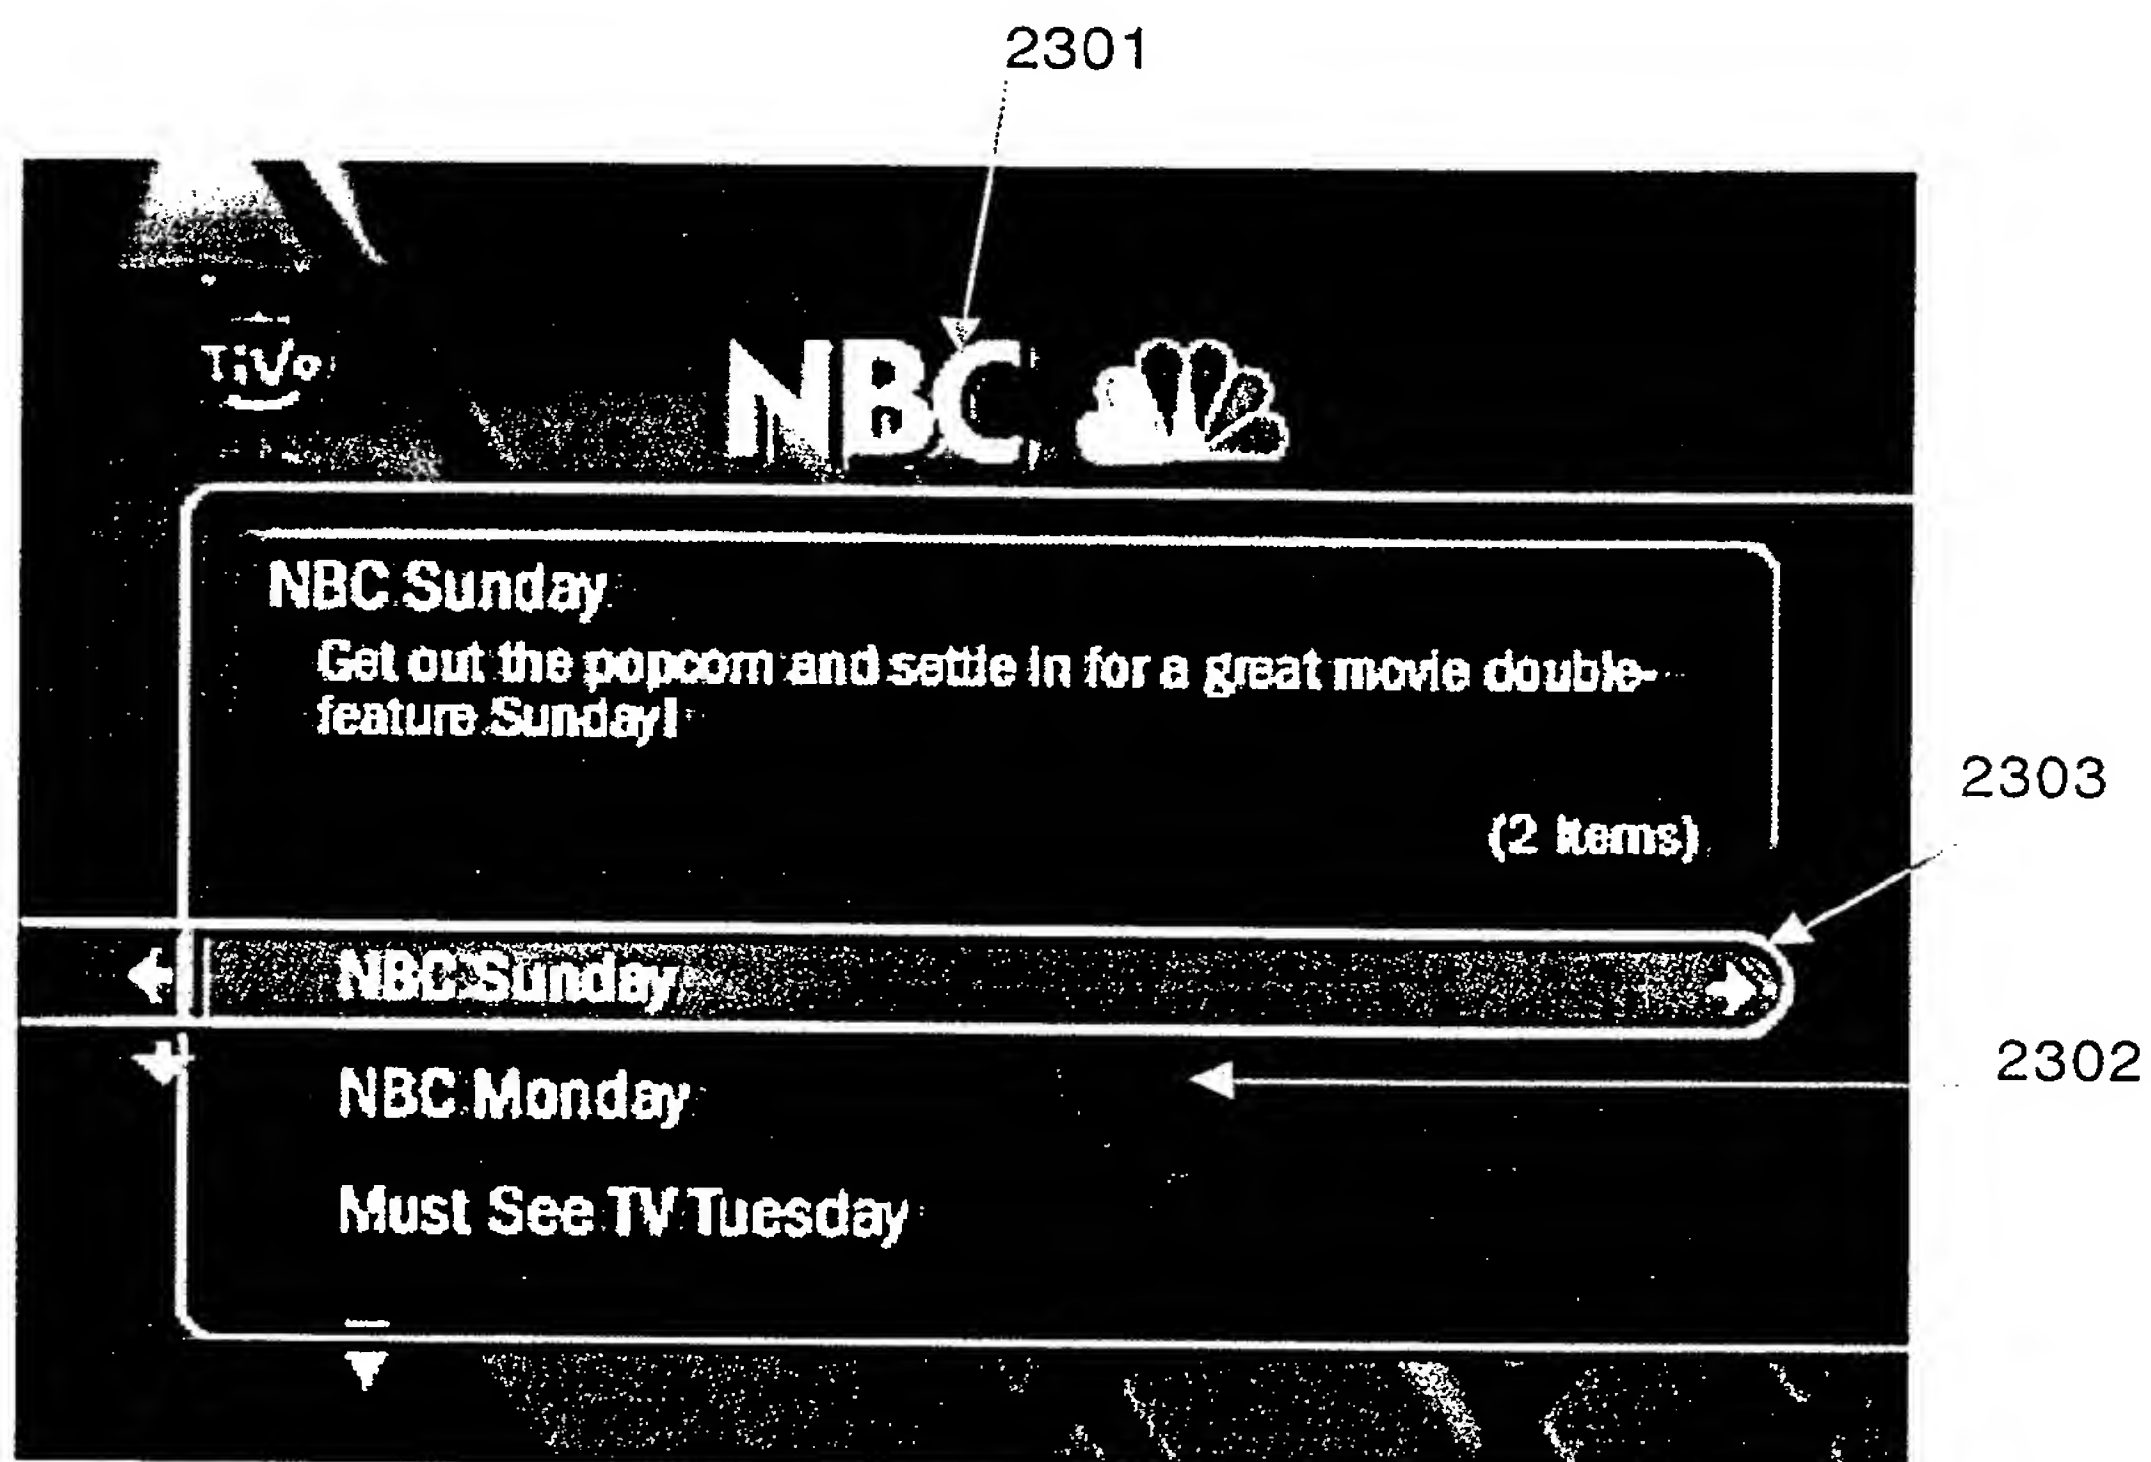 2301
TiVo
NBC
NBC Sunday
Get out the popcorn and settle in for a great movie double-
feature Sunday!
2303
(2 items)
NBC Sunday
2302
NBC Monday
Must See TV Tuesday